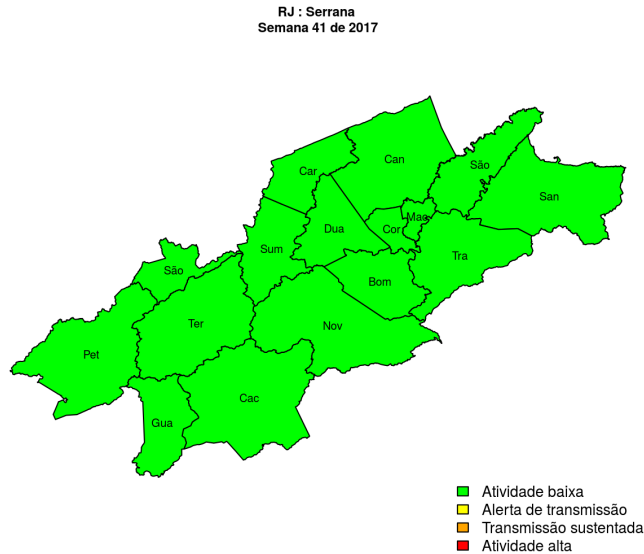 RJ : Serrana
Semana 41 de 2017
Can
São
Car
San
Mac
Dua
Cor
Sum
Tra
São
Bom
Ter
Nov
Pet
Cac
Gua
Atividade baixa
Alerta de transmissão
Transmissão sustentada
Atividade alta